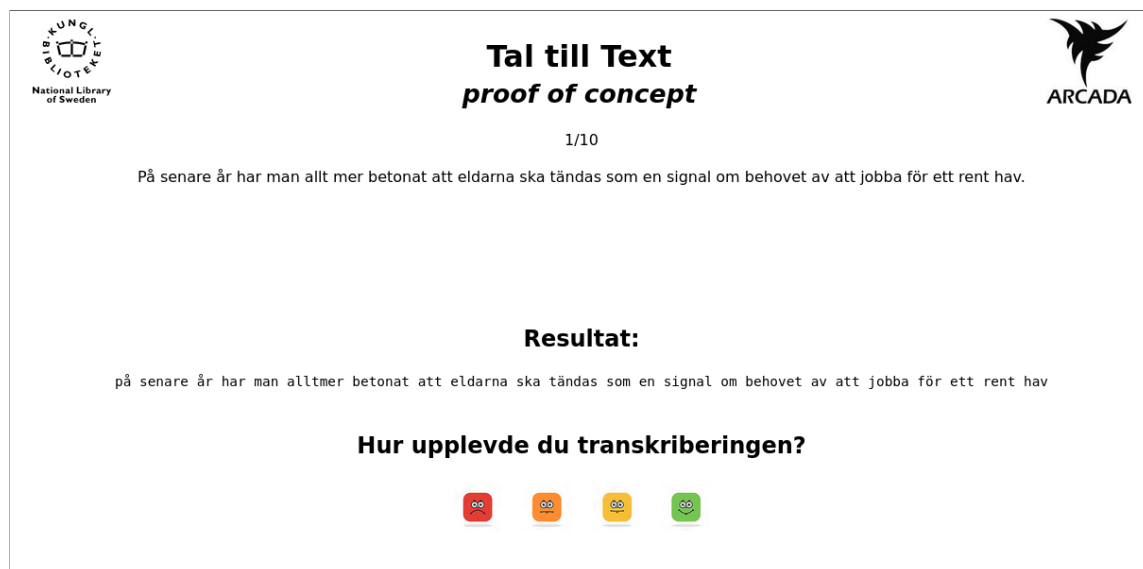 · KUNGL · BIBLIOTEKET
National Library
of Sweden
Tal till Text
proof of concept
ARCADA
1/10
På senare år har man allt mer betonat att eldarna ska tändas som en signal om behovet av att jobba för ett rent hav.
Resultat:
på senare år har man alltmer betonat att eldarna ska tändas som en signal om behovet av att jobba för ett rent hav
Hur upplevde du transkriberingen?